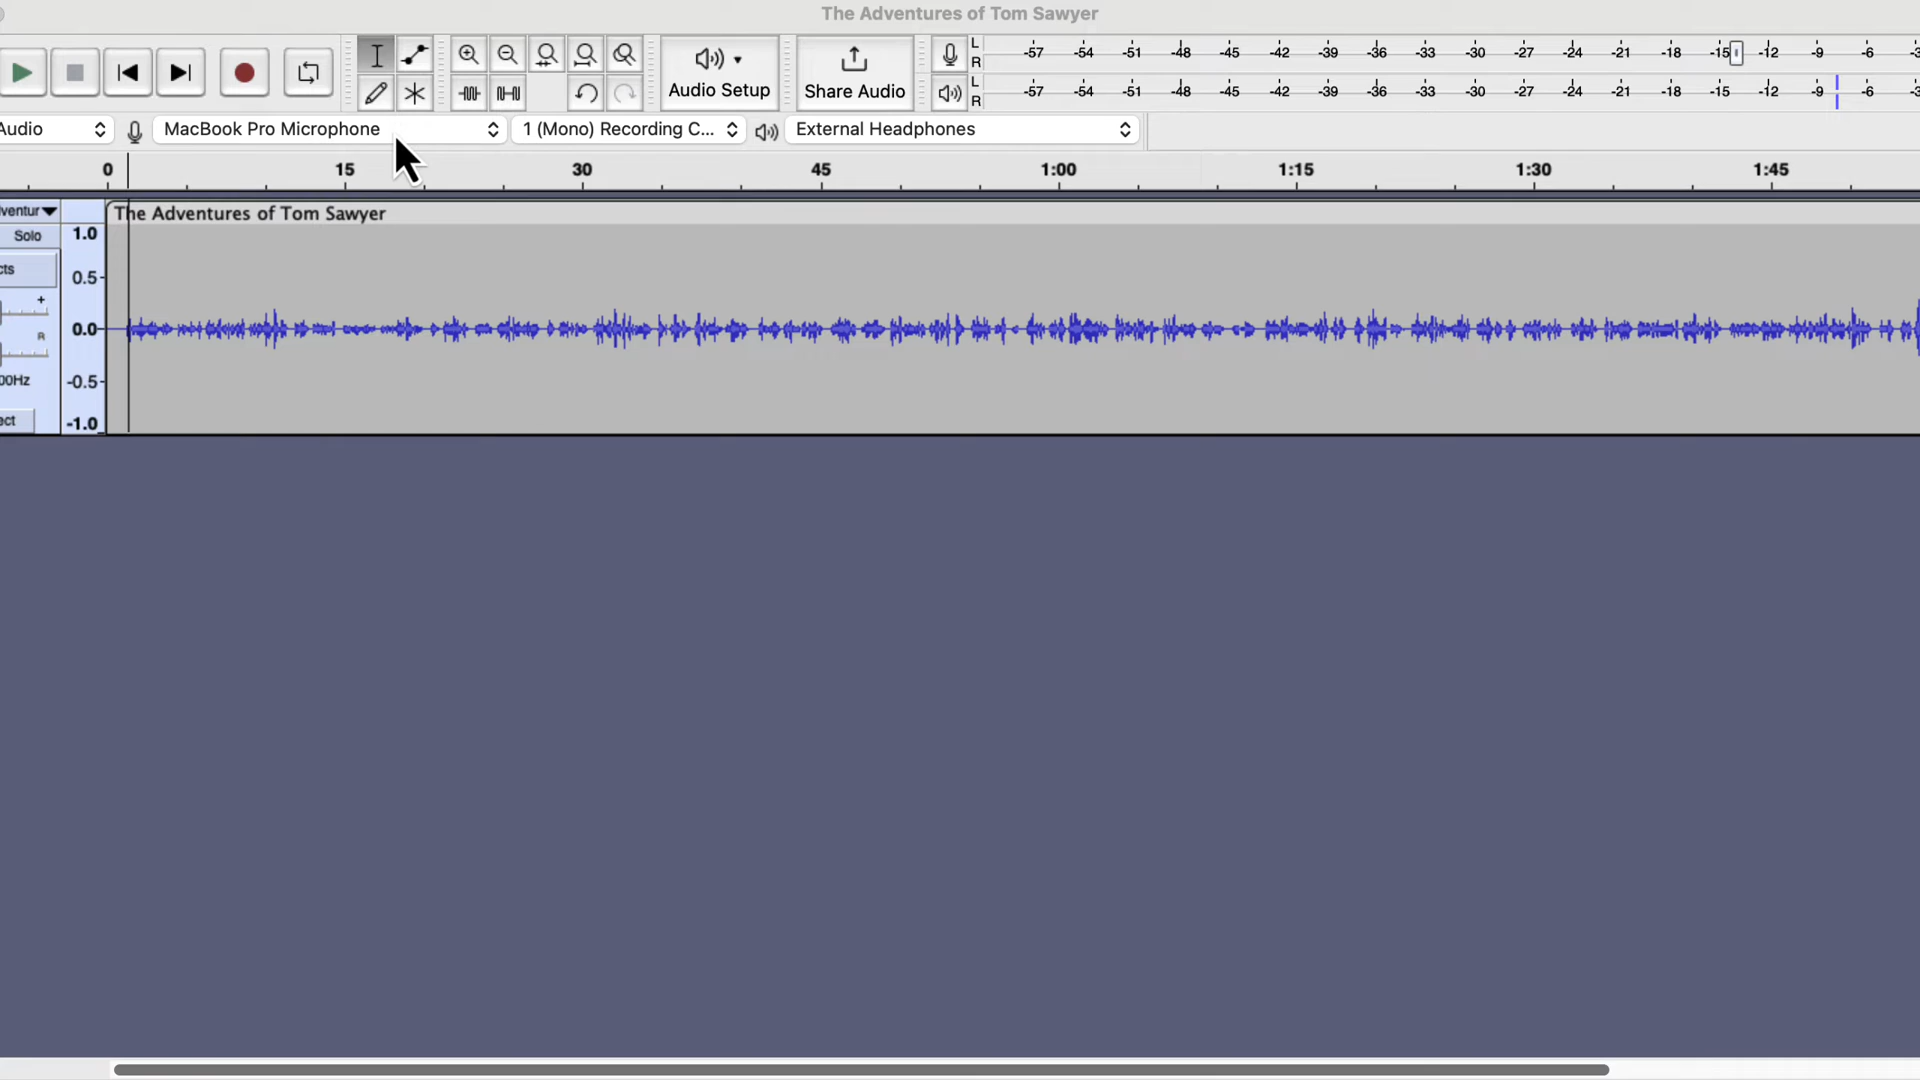 The Adventures of Tom Sawyer
L
R
-57 -54 -51 -48 -45 -42 -39 -36 -33 -30 -27 -24 -21 -18 -15 -12 -9 -6 -3
Audio Setup
Share Audio
L
R
-57 -54 -51 -48 -45 -42 -39 -36 -33 -30 -27 -24 -21 -18 -15 -12 -9 -6 -3
Audio
MacBook Pro Microphone
1 (Mono) Recording C...
External Headphones
0 15 30 45 1:00 1:15 1:30 1:45
ventur
The Adventures of Tom Sawyer
Solo
1.0
cts
0.5
+
0.0
R
00Hz
-0.5
ect
-1.0